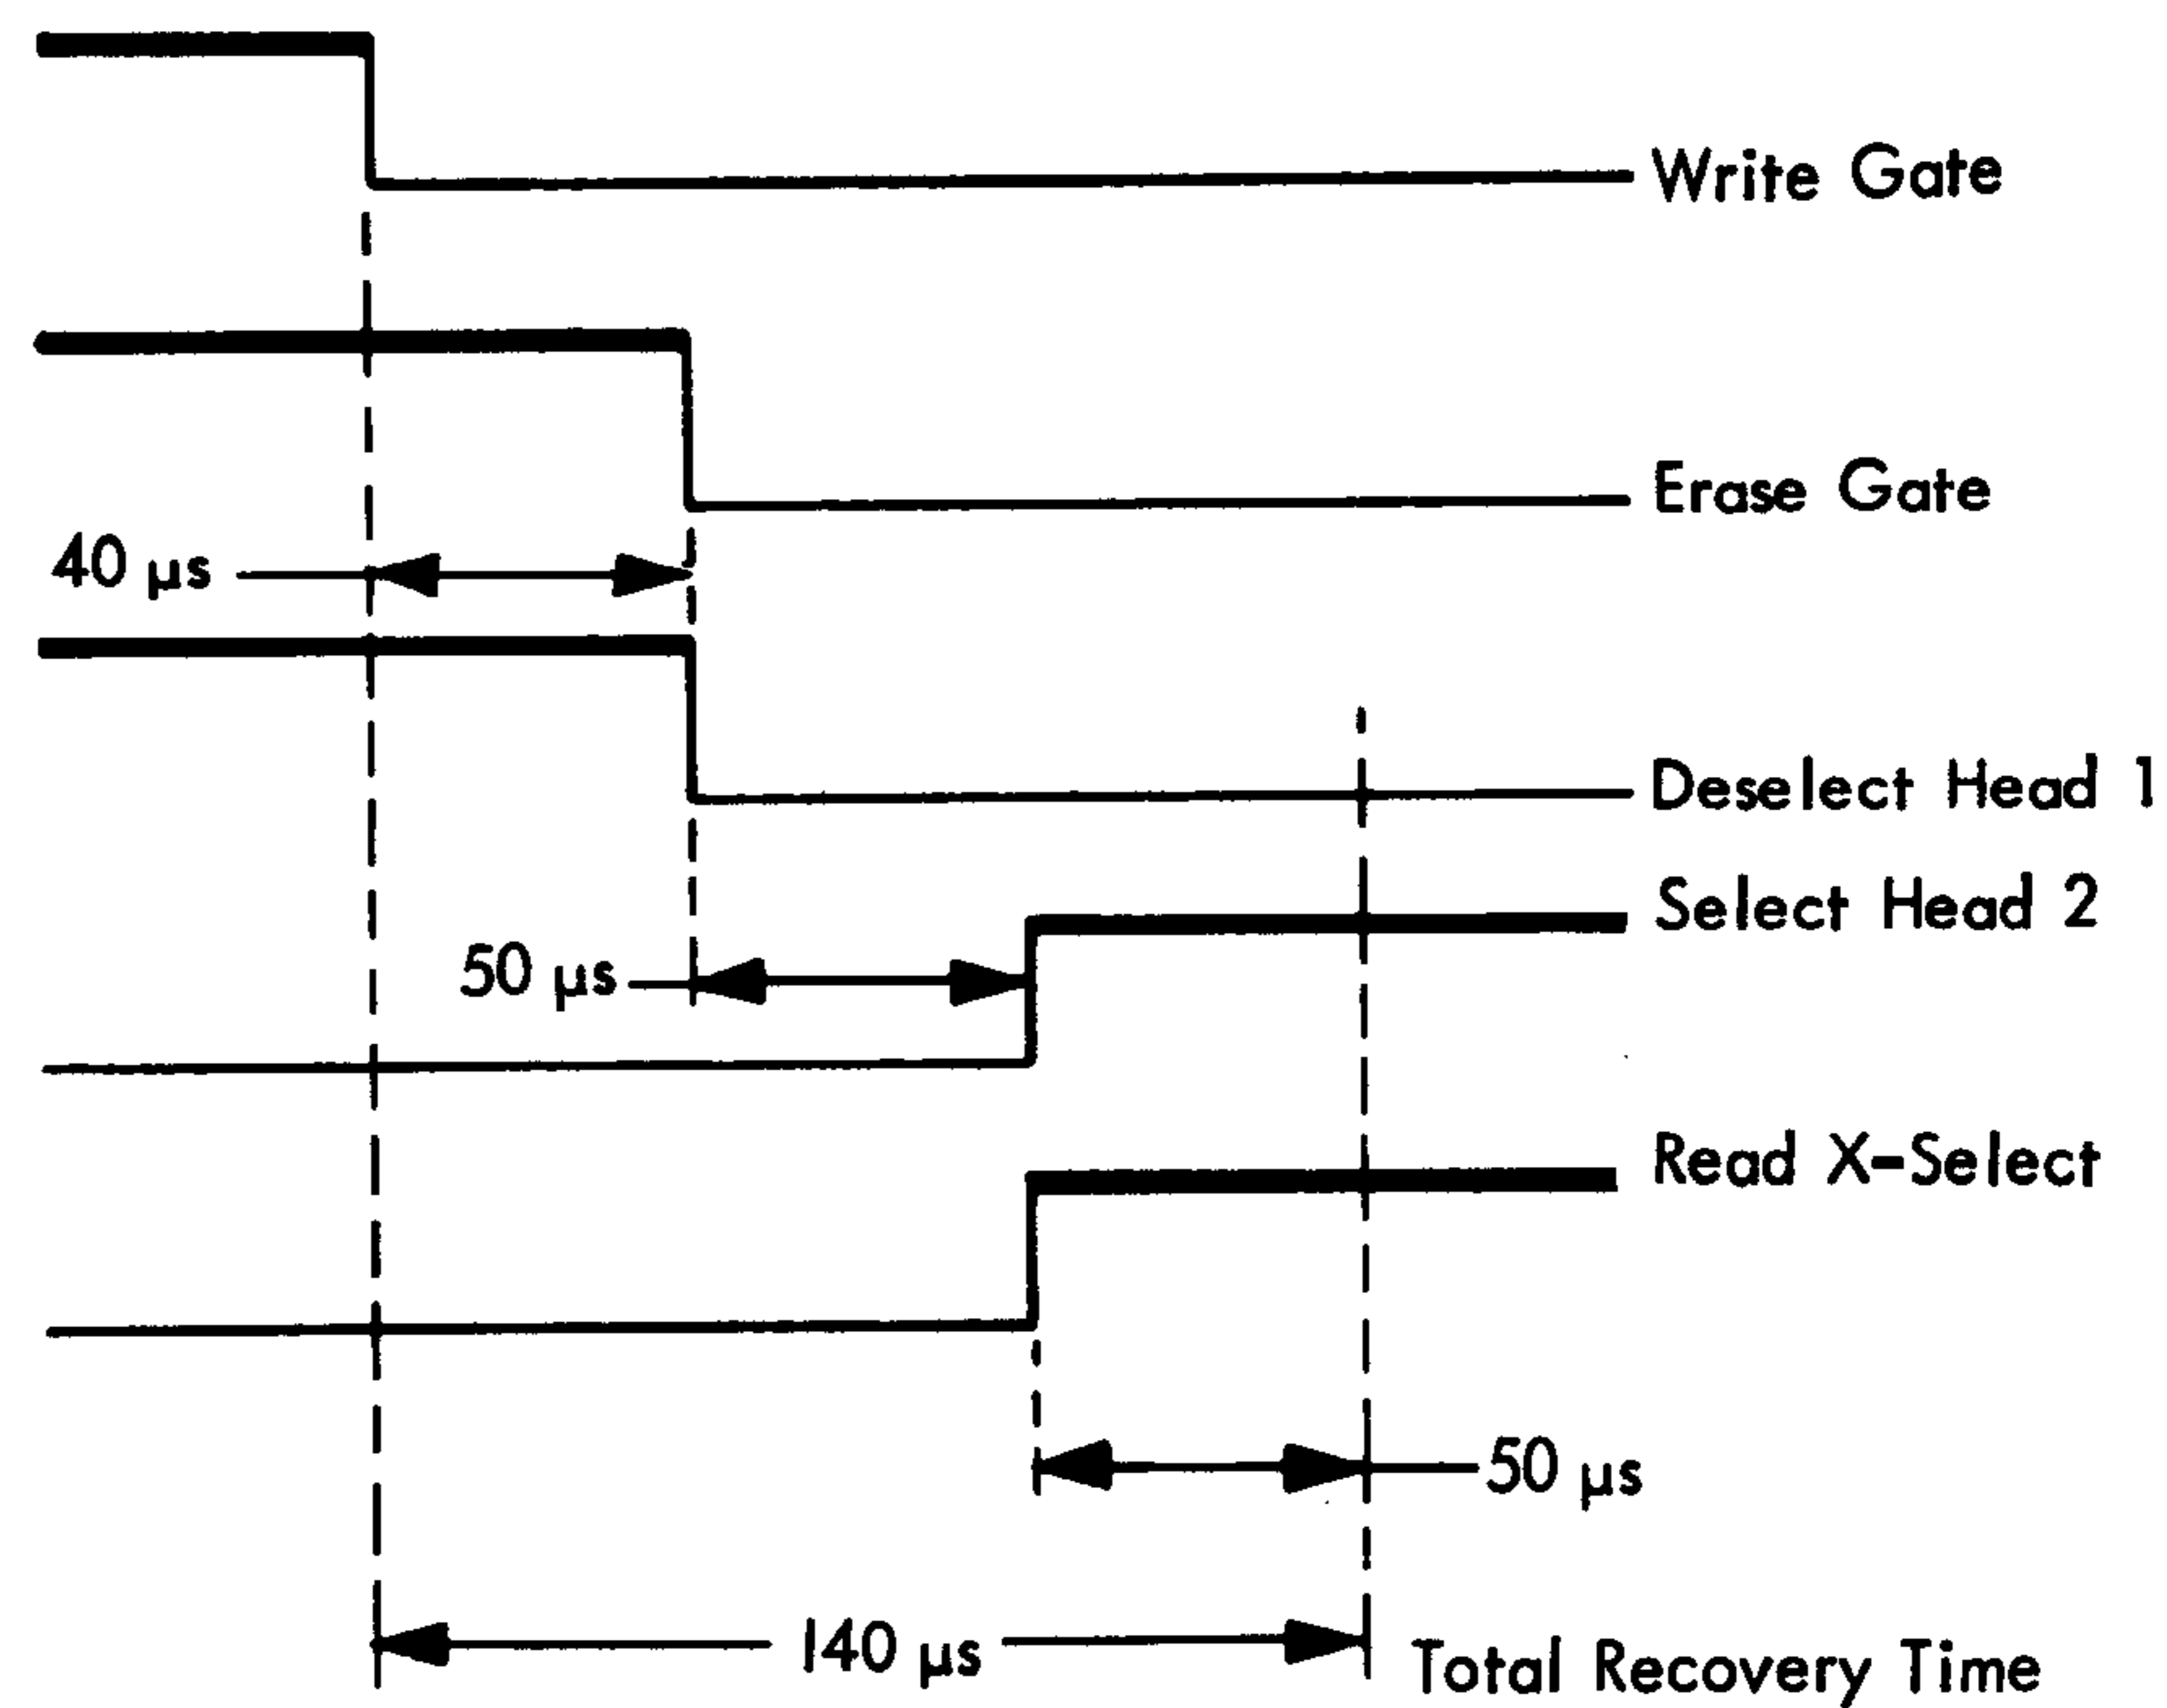 Write Gate
Erase Gate
40 µs
Deselect Head 1
Select Head 2
50 µs
Read X-Select
50 µs
140 µs
Total Recovery Time